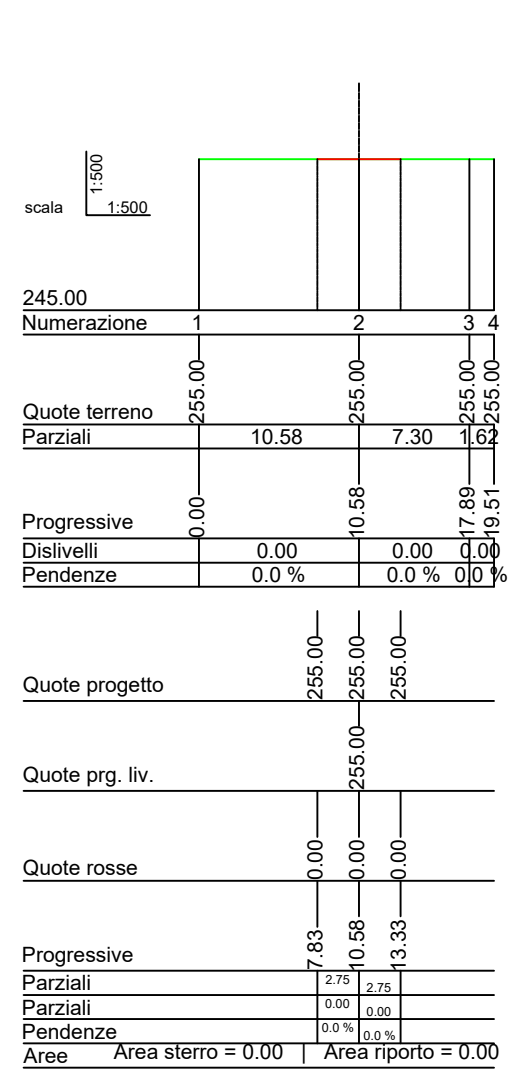 1:500
scala 1:500
245.00
Numerazione 1 2 3 4
Quote terreno 255.00 255.00 255.00 255.00
Parziali 10.58 7.30 1.62
Progressive 0.00 10.58 17.89 19.51
Dislivelli 0.00 0.00 0.00
Pendenze 0.0 % 0.0 % 0.0 %
Quote progetto 255.00 255.00 255.00
Quote prg. liv. 255.00
Quote rosse 0.00 0.00 0.00
Progressive 7.83 10.58 13.33
Parziali 2.75 2.75
Parziali 0.00 0.00
Pendenze 0.0 % 0.0 %
Aree Area sterro = 0.00 | Area riporto = 0.00